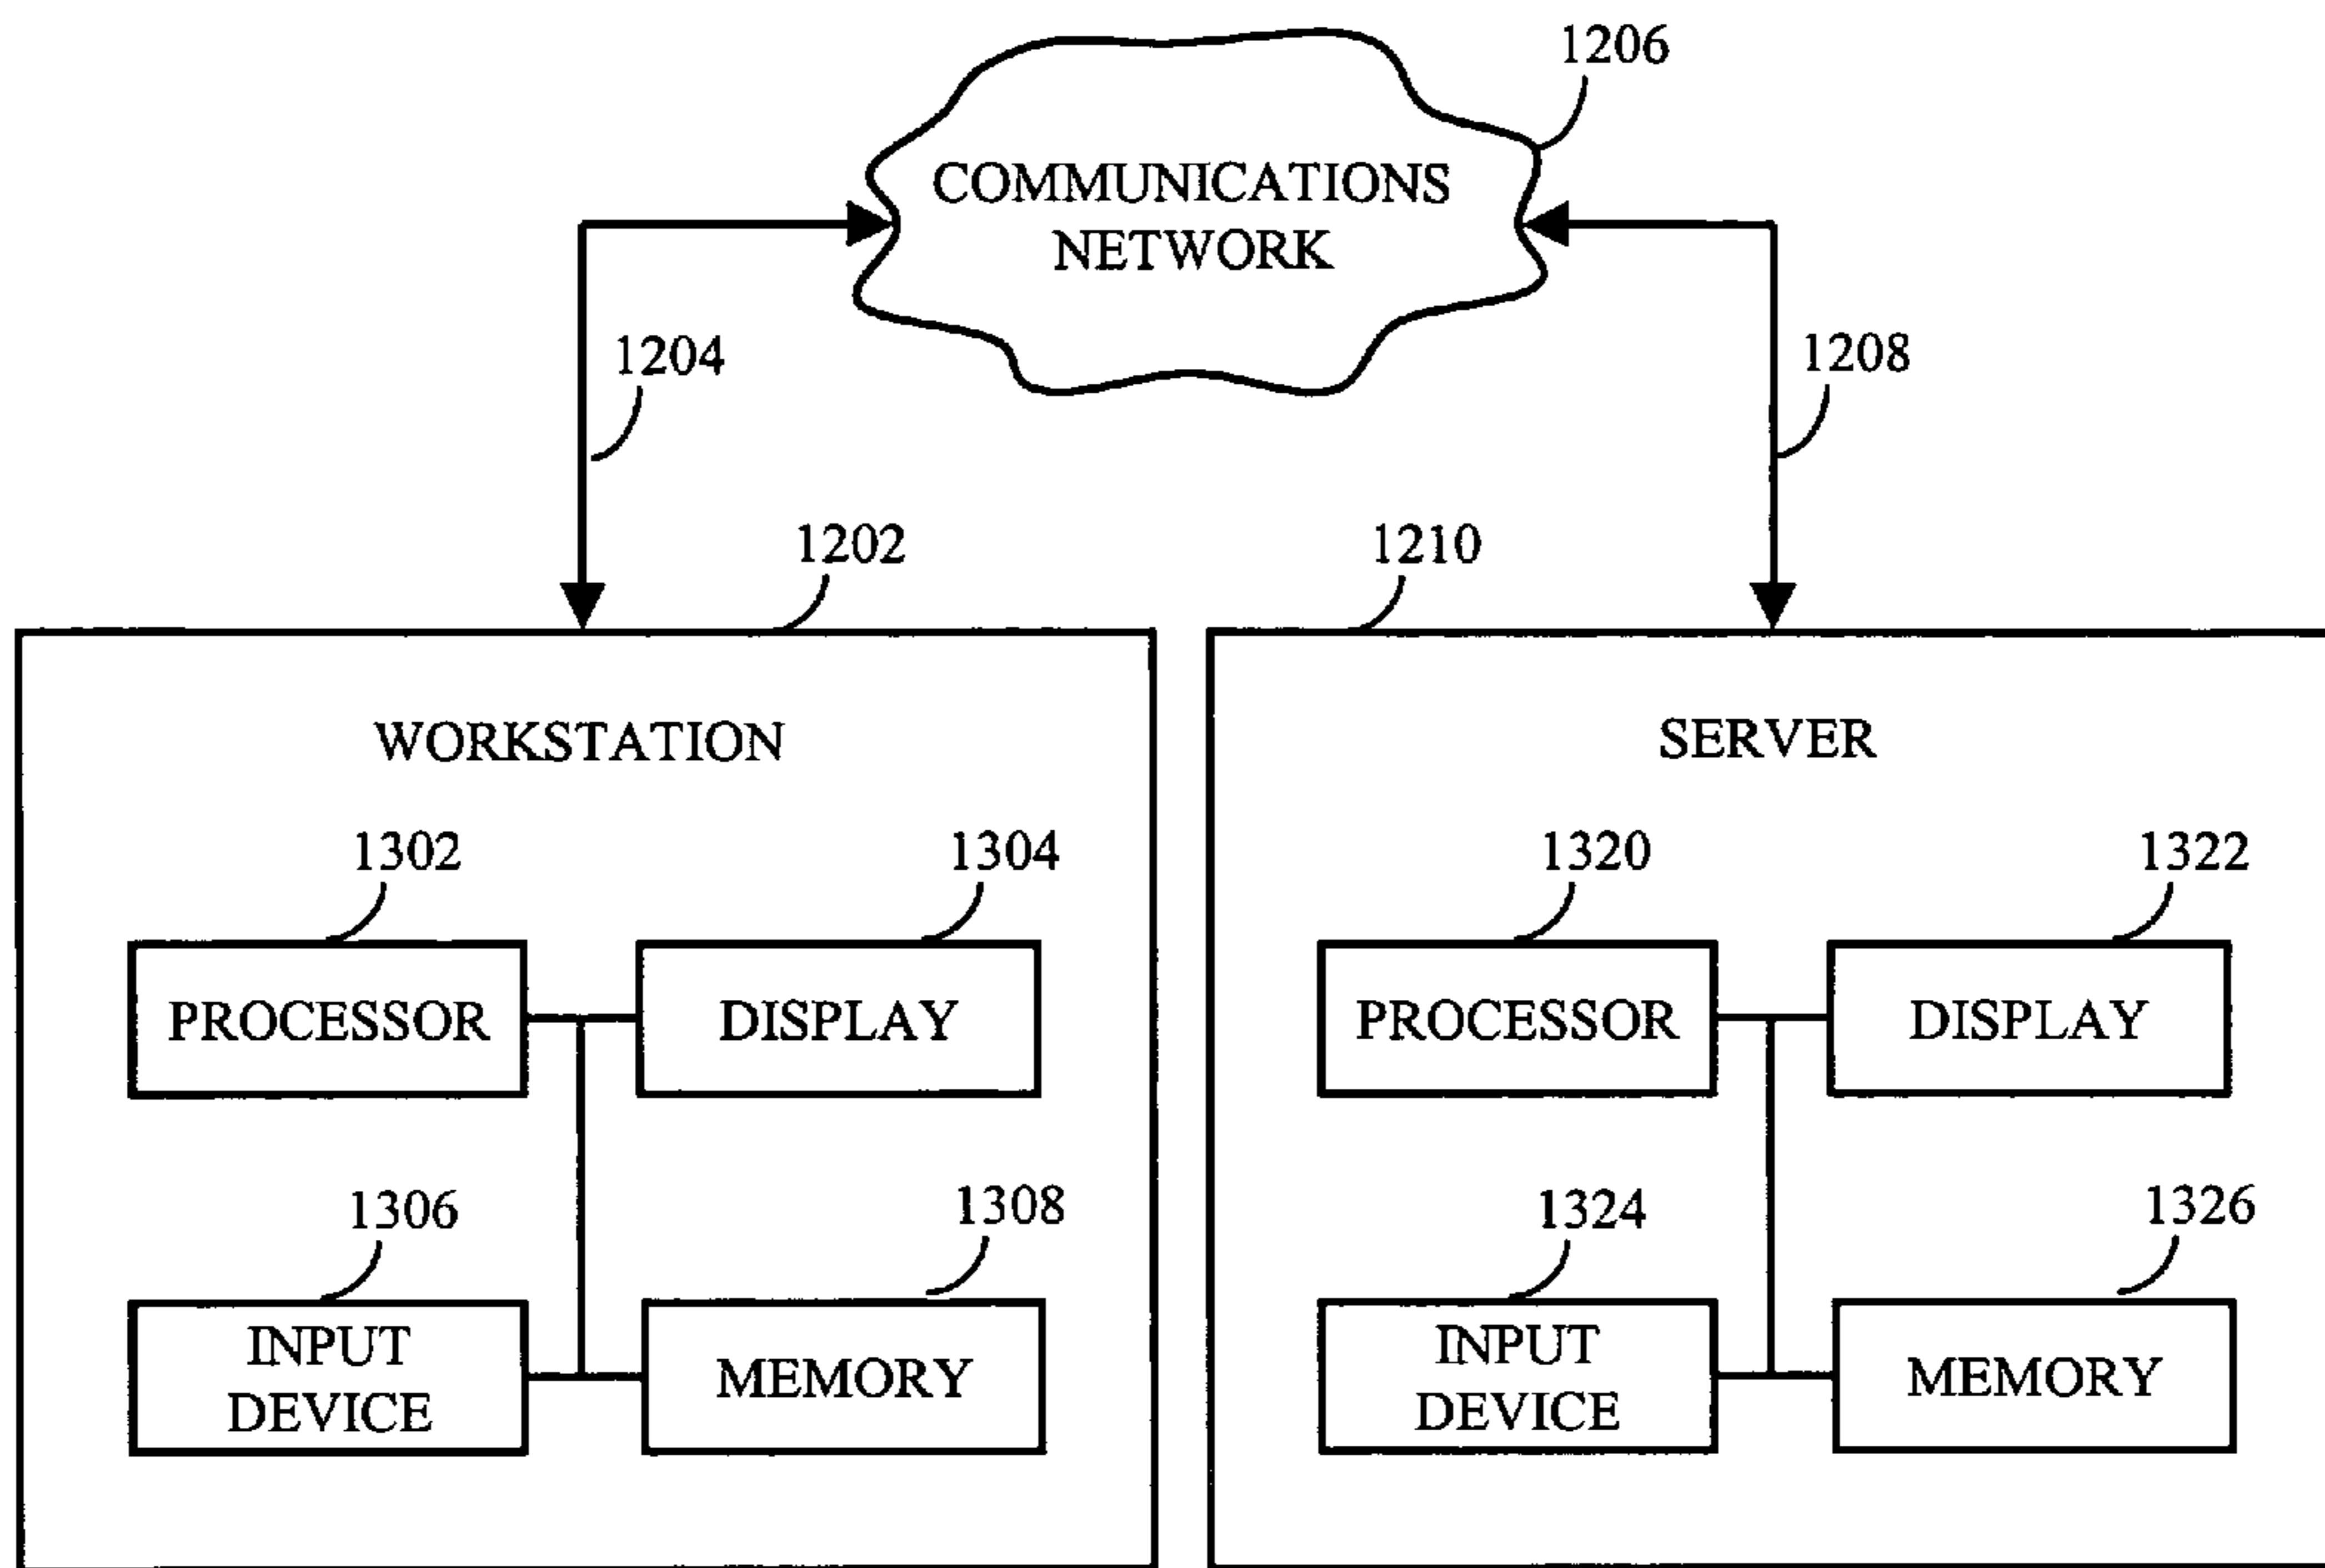 1206
COMMUNICATIONS
NETWORK
1204
1208
1202
1210
WORKSTATION
SERVER
1302
1304
1320
1322
PROCESSOR
DISPLAY
PROCESSOR
DISPLAY
1306
1308
1324
1326
INPUT
DEVICE
MEMORY
INPUT
DEVICE
MEMORY